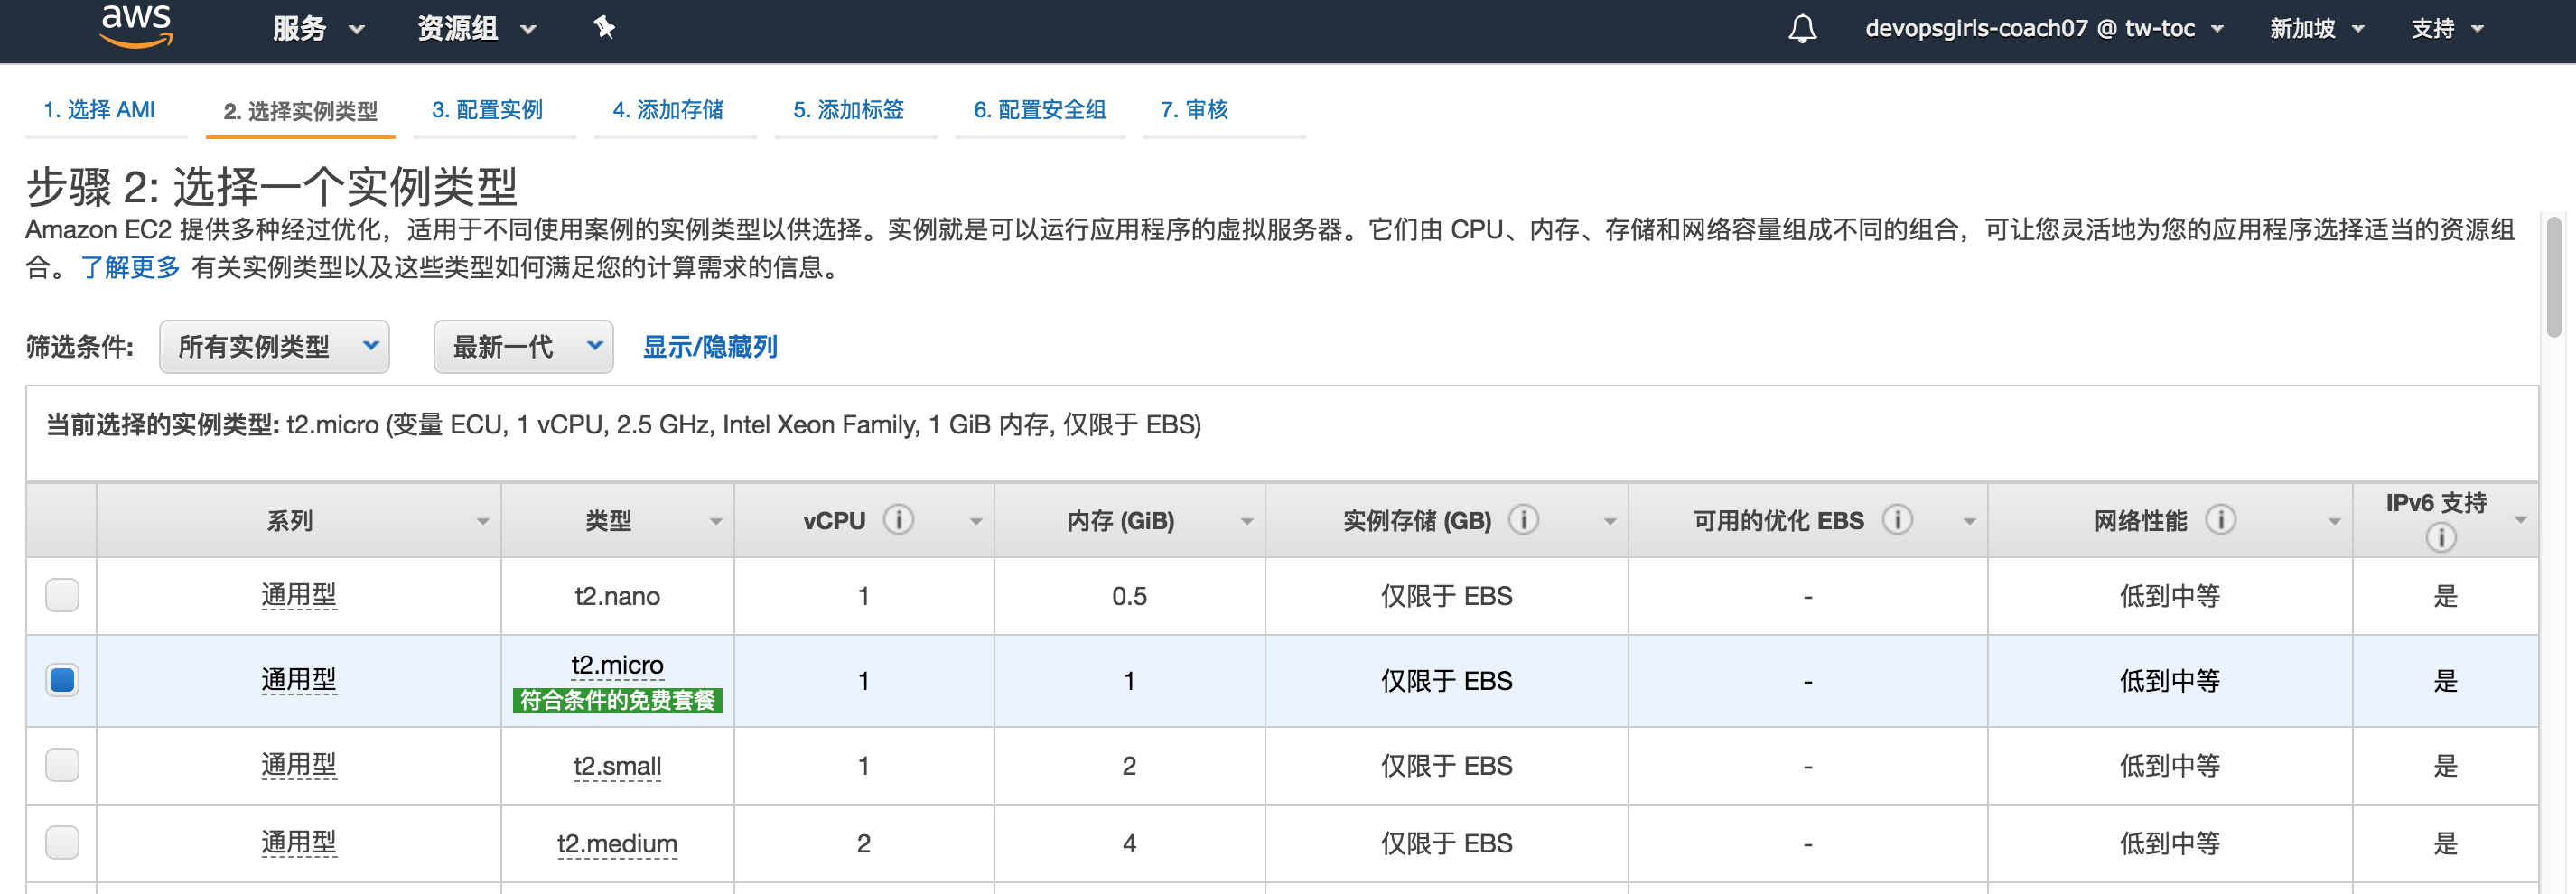 aws 服务 资源组 devopsgirls-coach07 @ tw-toc 新加坡 支持
1. 选择 AMI 2. 选择实例类型 3. 配置实例 4. 添加存储 5. 添加标签 6. 配置安全组 7. 审核
步骤 2: 选择一个实例类型
Amazon EC2 提供多种经过优化，适用于不同使用案例的实例类型以供选择。实例就是可以运行应用程序的虚拟服务器。它们由 CPU、内存、存储和网络容量组成不同的组合，可让您灵活地为您的应用程序选择适当的资源组
合。 了解更多 有关实例类型以及这些类型如何满足您的计算需求的信息。
筛选条件: 所有实例类型 最新一代 显示/隐藏列
当前选择的实例类型: t2.micro (变量 ECU, 1 vCPU, 2.5 GHz, Intel Xeon Family, 1 GiB 内存, 仅限于 EBS)
系列 类型 vCPU i 内存 (GiB) 实例存储 (GB) i 可用的优化 EBS i 网络性能 i IPv6 支持 i
通用型 t2.nano 1 0.5 仅限于 EBS - 低到中等 是
通用型 t2.micro 1 1 仅限于 EBS - 低到中等 是
符合条件的免费套餐
通用型 t2.small 1 2 仅限于 EBS - 低到中等 是
通用型 t2.medium 2 4 仅限于 EBS - 低到中等 是